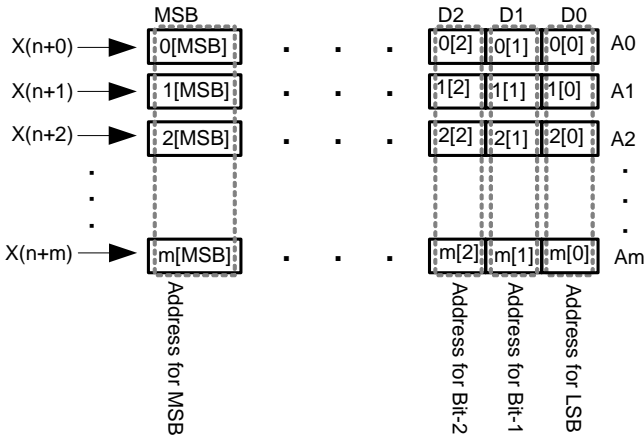 MSB D2 D1 D0
X(n+0) 0[MSB] . . . 0[2] 0[1] 0[0] A0
X(n+1) 1[MSB] . . . 1[2] 1[1] 1[0] A1
X(n+2) 2[MSB] . . . 2[2] 2[1] 2[0] A2
X(n+m) m[MSB] . . . m[2] m[1] m[0] Am
Address for MSB
Address for Bit-2
Address for Bit-1
Address for LSB